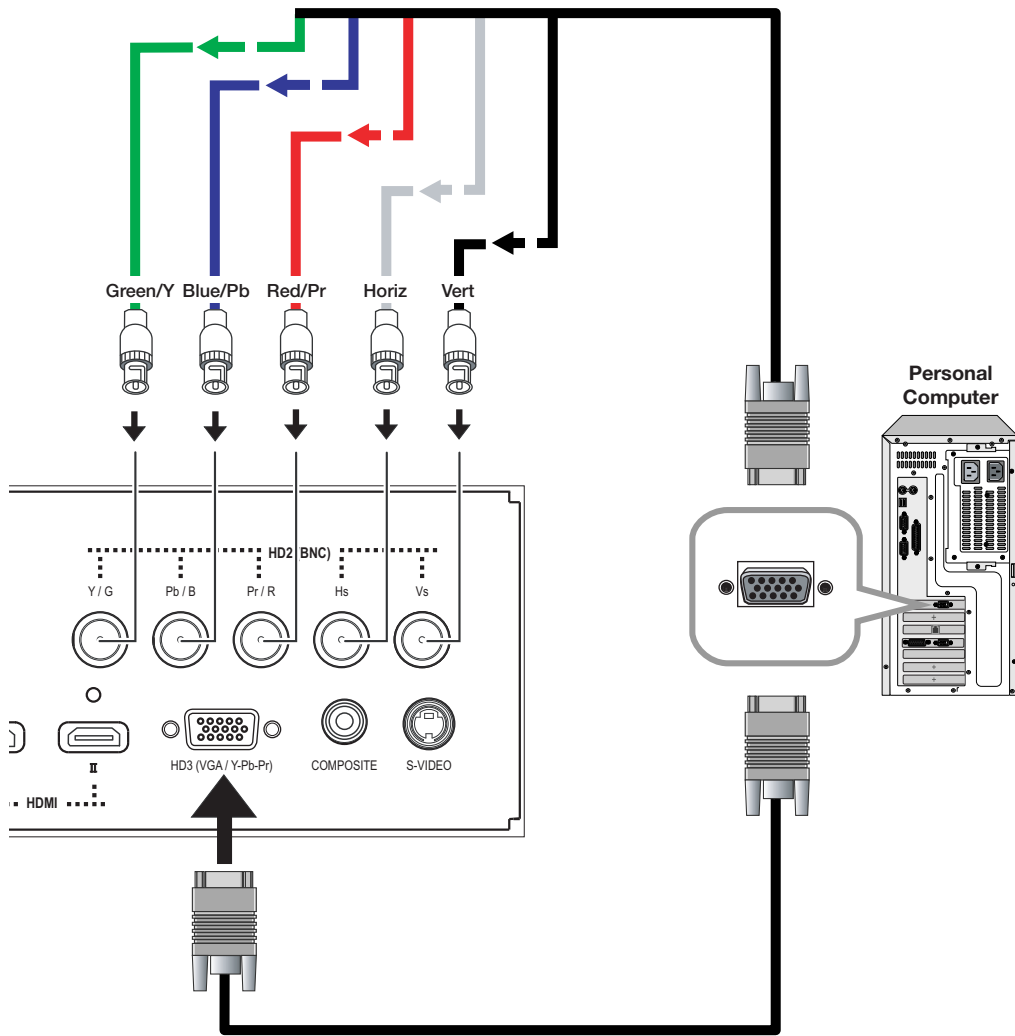 Green/Y Blue/Pb Red/Pr Horiz Vert
Personal
Computer
HD2 (BNC)
Y / G Pb / B Pr / R Hs Vs
HD3 (VGA / Y-Pb-Pr) COMPOSITE S-VIDEO
II
HDMI